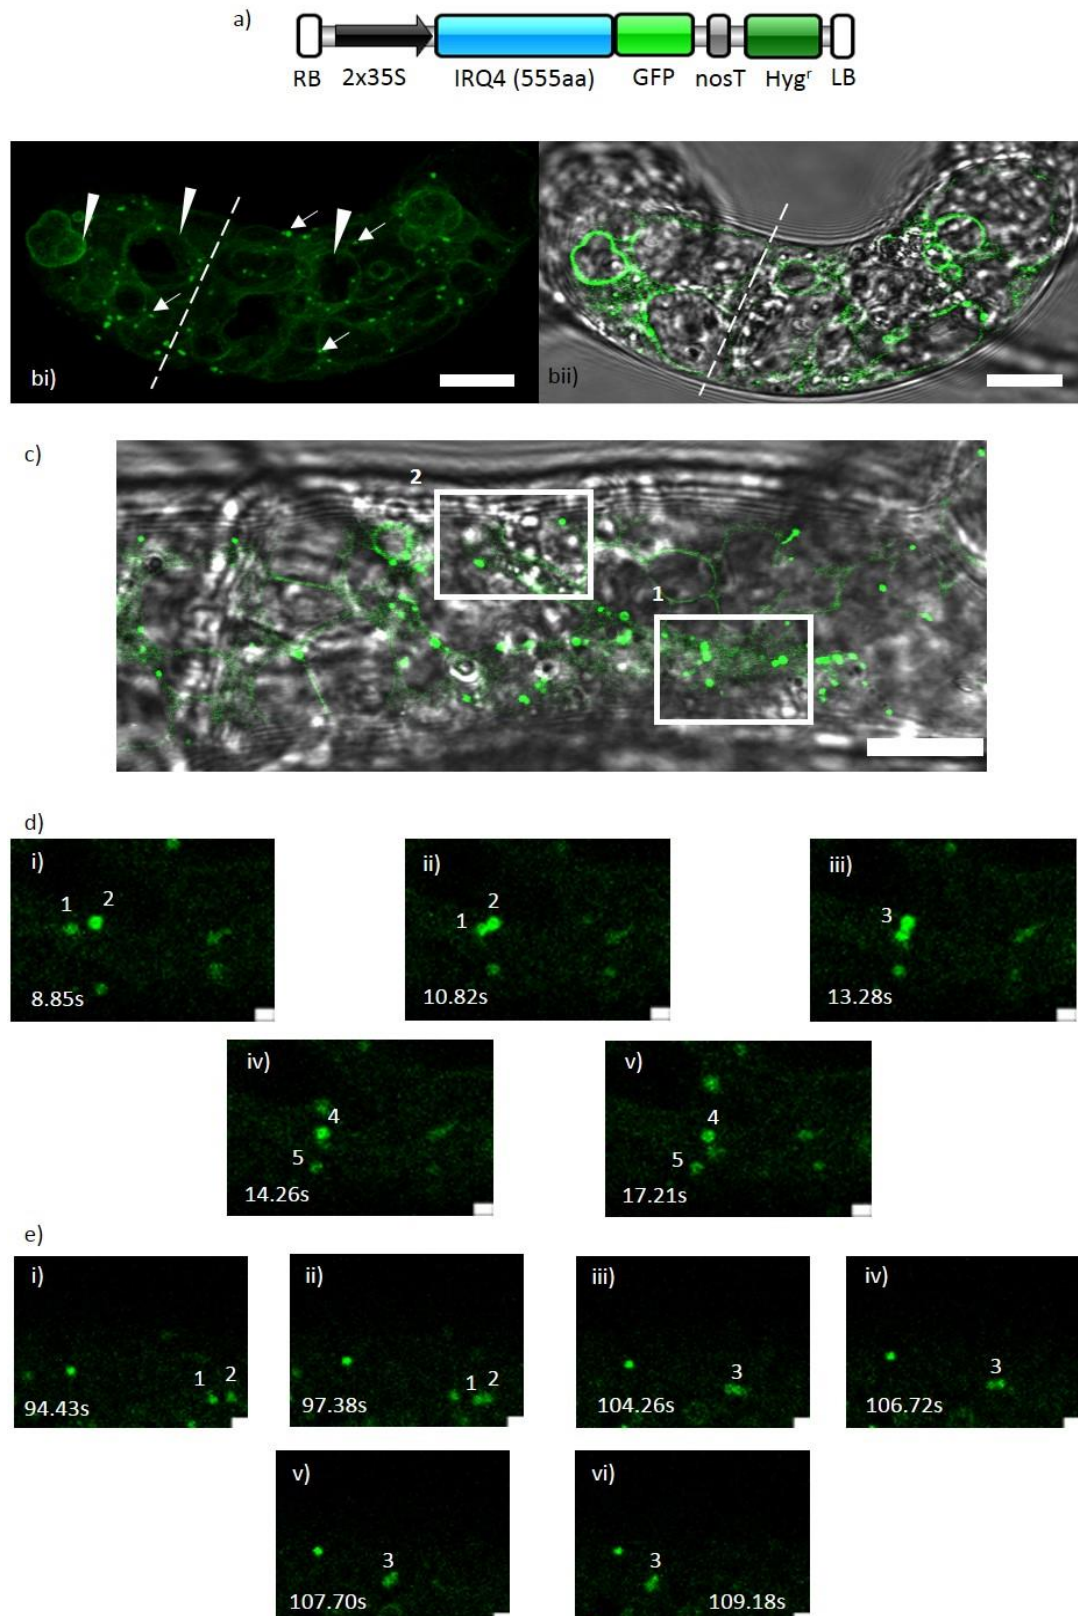 a)
RB 2x35S IRQ4 (555aa) GFP nosT Hygʳ LB
bi) bii)
c)
2
1
d)
i) ii) iii)
1 2 1 2 3
8.85s 10.82s 13.28s
iv) v)
4 4
5 5
14.26s 17.21s
e)
i) ii) iii) iv)
1 2 1 2 3 3
94.43s 97.38s 104.26s 106.72s
v) vi)
3 3
107.70s 109.18s